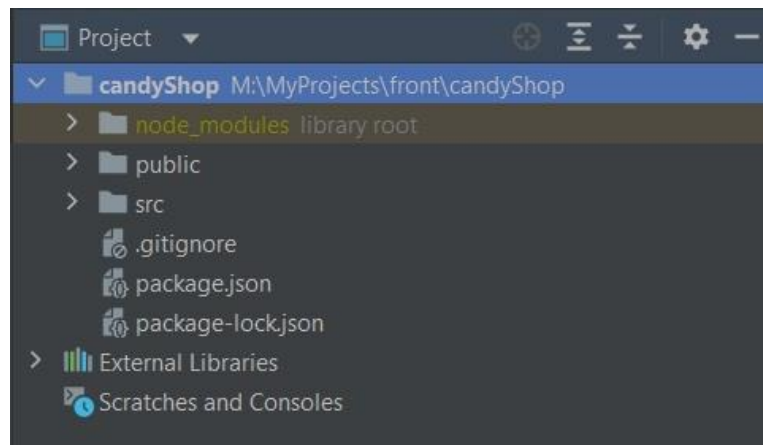 Project
candyShop M:\MyProjects\front\candyShop
node_modules library root
public
src
.gitignore
package.json
package-lock.json
External Libraries
Scratches and Consoles